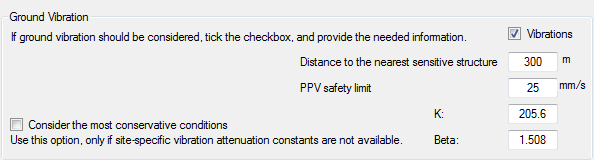 Ground Vibration
If ground vibration should be considered, tick the checkbox, and provide the needed information.
Vibrations
Distance to the nearest sensitive structure 300 m
PPV safety limit 25 mm/s
K: 205.6
Consider the most conservative conditions
Use this option, only if site-specific vibration attenuation constants are not available.
Beta: 1.508